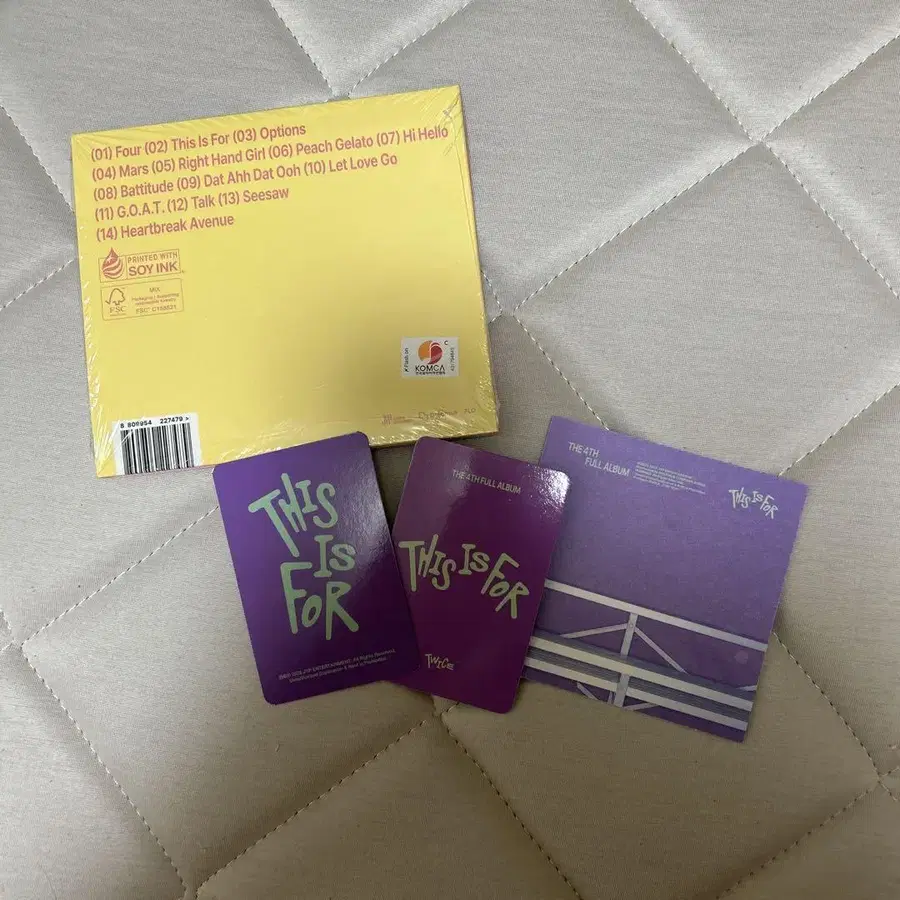 (01) Four (02) This Is For (03) Options
(04) Mars (05) Right Hand Girl (06) Peach Gelato (07) Hi Hello
(08) Battitude (09) Dat Ahh Dat Ooh (10) Let Love Go
(11) G.O.A.T. (12) Talk (13) Seesaw
(14) Heartbreak Avenue
PRINTED WITH
SOY INK
FSC
MIX
KOMCA
8 809954 227479 >
THIS
IS
FOR
THE 4TH FULL ALBUM
THIS IS FOR
TWICE
THE 4TH
FULL ALBUM
THIS IS FOR